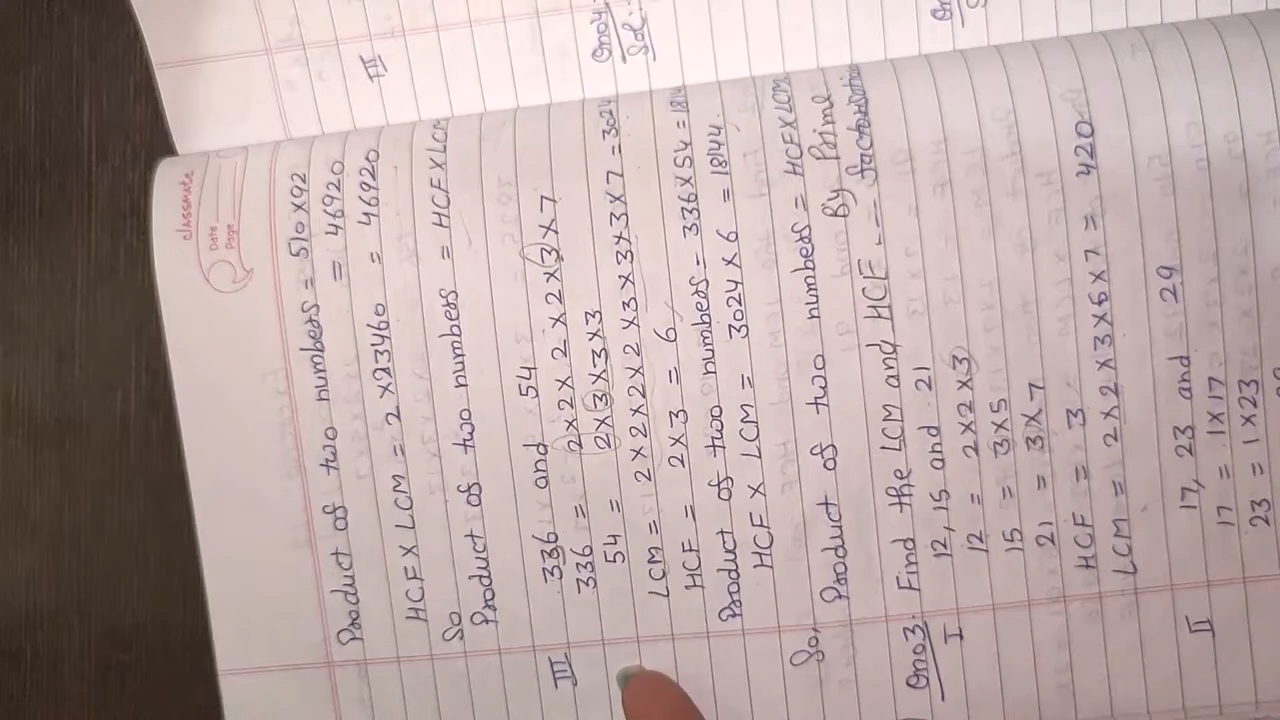 classmate
Date
Page
Product of two numbers = 510 × 92
= 46920
HCF × LCM = 2 × 23460 = 46920
So
Product of two numbers = HCF × LCM
III 336 and 54
336 = 2×2×2×2×3×7
54 = 2×3×3×3
LCM = 2×2×2×2×3×3×3×7 = 3024
HCF = 2×3 = 6
Product of two numbers = 336×54 = 181
HCF × LCM = 3024 × 6 = 18144.
So, Product of two numbers = HCF×LCM.
Qno3. Find the LCM and HCF ---- By Prime factorisation
I 12, 15 and 21
12 = 2×2×3
15 = 3×5
21 = 3×7
HCF = 3
LCM = 2×2×3×5×7 = 420
II 17, 23 and 29
17 = 1×17
23 = 1×23
III
Qno4.
Sol:-